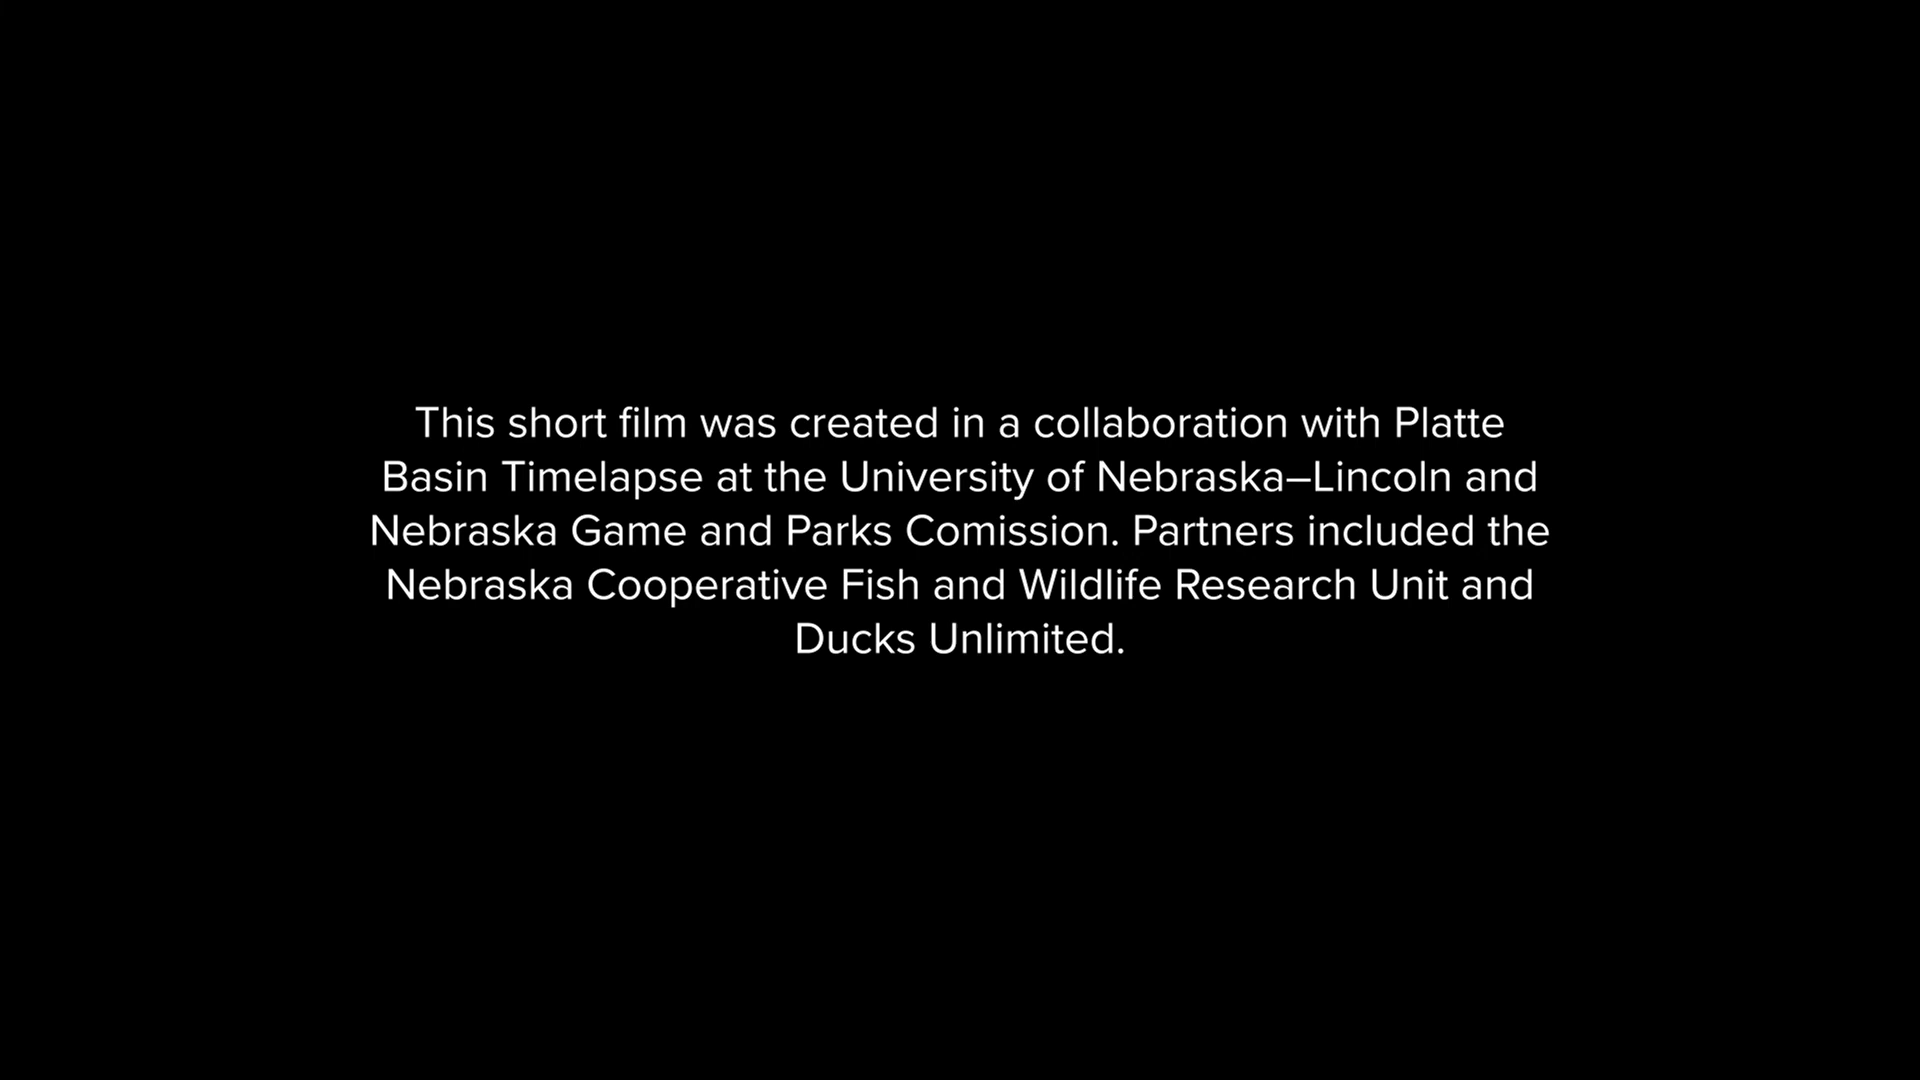 This short film was created in a collaboration with Platte
Basin Timelapse at the University of Nebraska–Lincoln and
Nebraska Game and Parks Comission. Partners included the
Nebraska Cooperative Fish and Wildlife Research Unit and
Ducks Unlimited.